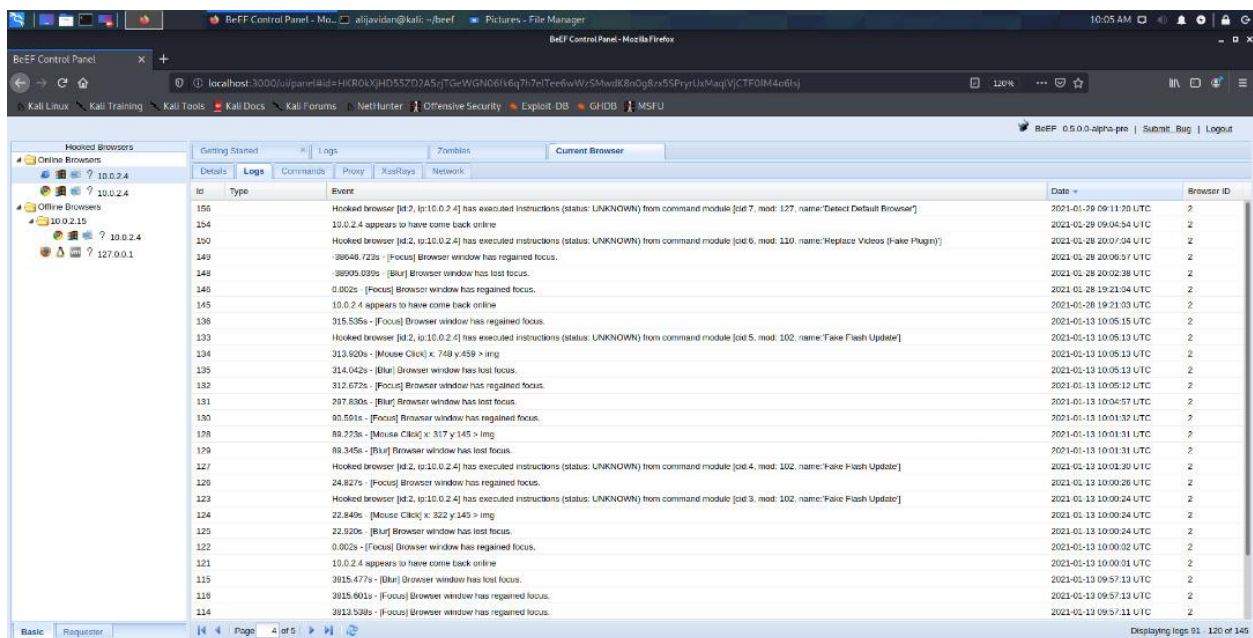 BeEF Control Panel - Mo... alijavidan@kali: ~/beef Pictures - File Manager 10:05 AM
BeEF Control Panel - Mozilla Firefox
BeEF Control Panel
120%
Kali Linux Kali Training Kali Tools Kali Docs Kali Forums NetHunter Offensive Security Exploit-DB GHDB MSFU
BeEF 0.5.0.0-alpha-pre | Submit Bug | Logout
Hooked Browsers
Online Browsers
10.0.2.4
10.0.2.4
Offline Browsers
10.0.2.15
10.0.2.4
127.0.0.1
Getting Started Logs Zombies Current Browser
Details Logs Commands Proxy XssRays Network
Id Type Event Date Browser ID
156 Hooked browser [id:2, ip:10.0.2.4] has executed instructions (status: UNKNOWN) from command module [cid:7, mod: 127, name:'Detect Default Browser'] 2021-01-29 09:11:20 UTC 2
154 10.0.2.4 appears to have come back online 2021-01-29 09:04:54 UTC 2
150 Hooked browser [id:2, ip:10.0.2.4] has executed instructions (status: UNKNOWN) from command module [cid:6, mod: 110, name:'Replace Videos (Fake Plugin)'] 2021-01-28 20:07:04 UTC 2
149 -38646.723s - [Focus] Browser window has regained focus. 2021-01-28 20:06:57 UTC 2
148 -38905.039s - [Blur] Browser window has lost focus. 2021-01-28 20:02:38 UTC 2
146 0.002s - [Focus] Browser window has regained focus. 2021-01-28 19:21:04 UTC 2
145 10.0.2.4 appears to have come back online 2021-01-28 19:21:03 UTC 2
136 315.535s - [Focus] Browser window has regained focus. 2021-01-13 10:05:15 UTC 2
133 Hooked browser [id:2, ip:10.0.2.4] has executed instructions (status: UNKNOWN) from command module [cid:5, mod: 102, name:'Fake Flash Update'] 2021-01-13 10:05:13 UTC 2
134 313.920s - [Mouse Click] x: 748 y:459 > img 2021-01-13 10:05:13 UTC 2
135 314.042s - [Blur] Browser window has lost focus. 2021-01-13 10:05:13 UTC 2
132 312.672s - [Focus] Browser window has regained focus. 2021-01-13 10:05:12 UTC 2
131 297.830s - [Blur] Browser window has lost focus. 2021-01-13 10:04:57 UTC 2
130 90.591s - [Focus] Browser window has regained focus. 2021-01-13 10:01:32 UTC 2
128 89.223s - [Mouse Click] x: 317 y:145 > img 2021-01-13 10:01:31 UTC 2
129 89.345s - [Blur] Browser window has lost focus. 2021-01-13 10:01:31 UTC 2
127 Hooked browser [id:2, ip:10.0.2.4] has executed instructions (status: UNKNOWN) from command module [cid:4, mod: 102, name:'Fake Flash Update'] 2021-01-13 10:01:30 UTC 2
126 24.827s - [Focus] Browser window has regained focus. 2021-01-13 10:00:26 UTC 2
123 Hooked browser [id:2, ip:10.0.2.4] has executed instructions (status: UNKNOWN) from command module [cid:3, mod: 102, name:'Fake Flash Update'] 2021-01-13 10:00:24 UTC 2
124 22.849s - [Mouse Click] x: 322 y:145 > img 2021-01-13 10:00:24 UTC 2
125 22.920s - [Blur] Browser window has lost focus. 2021-01-13 10:00:24 UTC 2
122 0.002s - [Focus] Browser window has regained focus. 2021-01-13 10:00:02 UTC 2
121 10.0.2.4 appears to have come back online 2021-01-13 10:00:01 UTC 2
115 3815.477s - [Blur] Browser window has lost focus. 2021-01-13 09:57:13 UTC 2
116 3815.601s - [Focus] Browser window has regained focus. 2021-01-13 09:57:13 UTC 2
114 3813.538s - [Focus] Browser window has regained focus. 2021-01-13 09:57:11 UTC 2
Basic Requester Page 4 of 5 Displaying logs 91 - 120 of 145